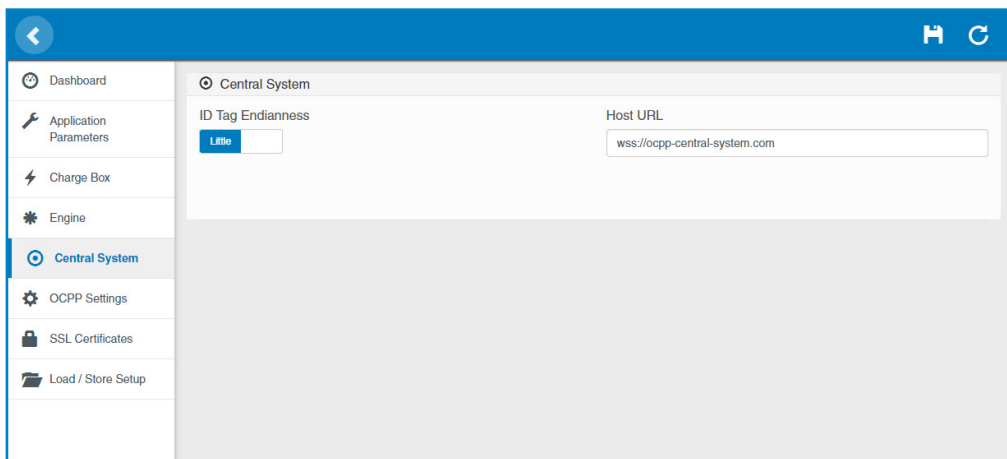 Dashboard
Application
Parameters
Charge Box
Engine
Central System
OCPP Settings
SSL Certificates
Load / Store Setup
Central System
ID Tag Endianness
Little
Host URL
wss://ocpp-central-system.com